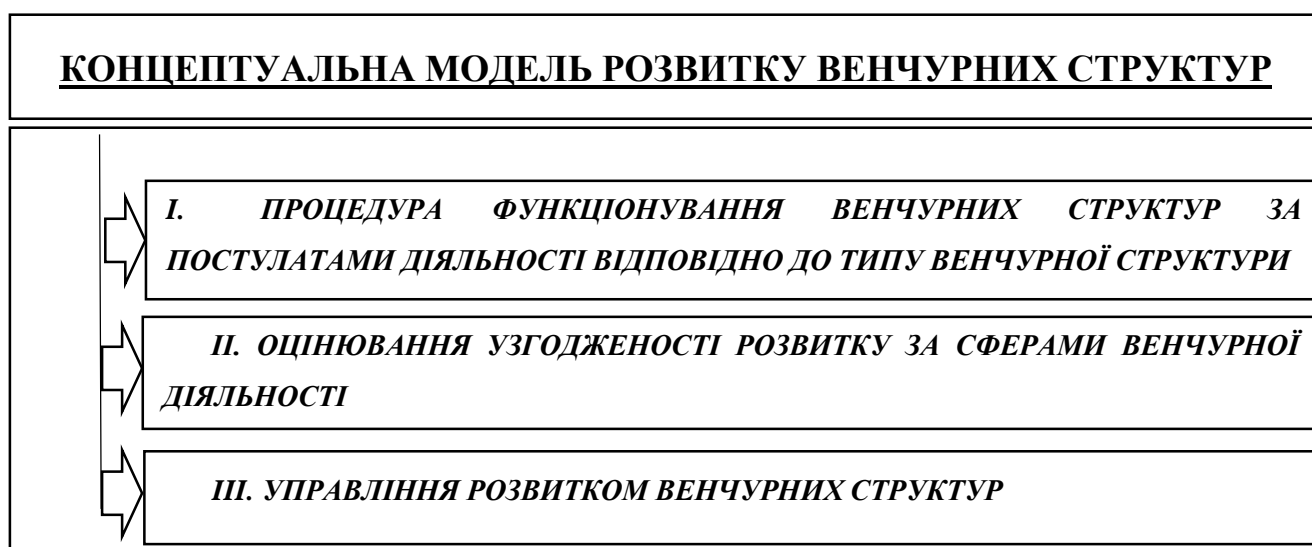 КОНЦЕПТУАЛЬНА МОДЕЛЬ РОЗВИТКУ ВЕНЧУРНИХ СТРУКТУР
I. ПРОЦЕДУРА ФУНКЦІОНУВАННЯ ВЕНЧУРНИХ СТРУКТУР ЗА
ПОСТУЛАТАМИ ДІЯЛЬНОСТІ ВІДПОВІДНО ДО ТИПУ ВЕНЧУРНОЇ СТРУКТУРИ
II. ОЦІНЮВАННЯ УЗГОДЖЕНОСТІ РОЗВИТКУ ЗА СФЕРАМИ ВЕНЧУРНОЇ
ДІЯЛЬНОСТІ
III. УПРАВЛІННЯ РОЗВИТКОМ ВЕНЧУРНИХ СТРУКТУР